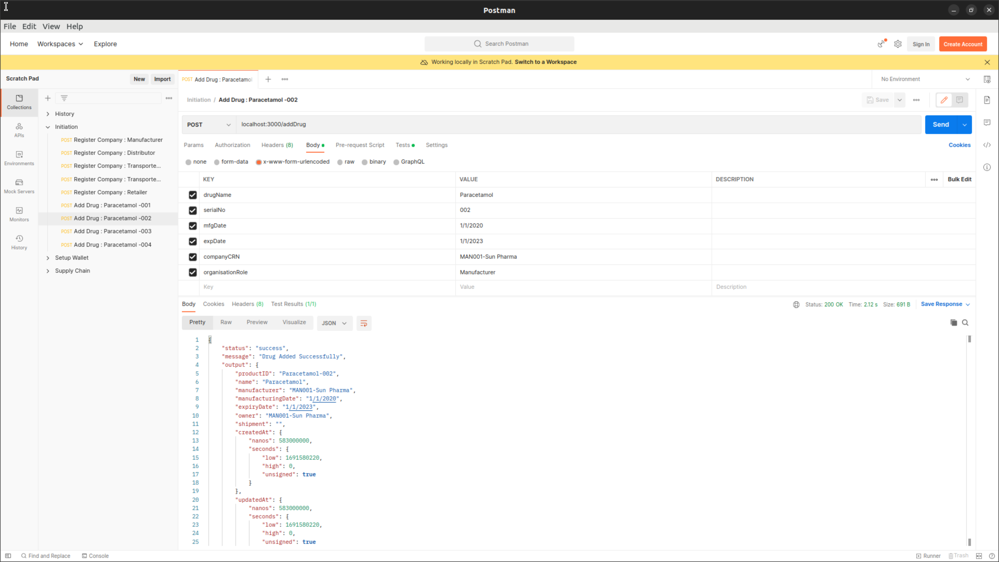 Postman
File Edit View Help
Home Workspaces Explore Search Postman Sign In Create Account
Working locally in Scratch Pad. Switch to a Workspace
Scratch Pad New Import POST Add Drug : Paracetamol No Environment
Collections
APIs
Environments
Mock Servers
Monitors
History
History
Initiation
POST Register Company : Manufacturer
POST Register Company : Distributor
POST Register Company : Transporte...
POST Register Company : Transporte...
POST Register Company : Retailer
POST Add Drug : Paracetamol -001
POST Add Drug : Paracetamol -002
POST Add Drug : Paracetamol -003
POST Add Drug : Paracetamol -004
Setup Wallet
Supply Chain
Initiation / Add Drug : Paracetamol -002 Save
POST localhost:3000/addDrug Send
Params Authorization Headers (8) Body Pre-request Script Tests Settings Cookies
none form-data x-www-form-urlencoded raw binary GraphQL
KEY VALUE DESCRIPTION Bulk Edit
drugName Paracetamol
serialNo 002
mfgDate 1/1/2020
expDate 1/1/2023
companyCRN MAN001-Sun Pharma
organisationRole Manufacturer
Key Value Description
Body Cookies Headers (8) Test Results (1/1) Status: 200 OK Time: 2.12 s Size: 691 B Save Response
Pretty Raw Preview Visualize JSON
1 {
2 "status": "success",
3 "message": "Drug Added Successfully",
4 "output": {
5 "productID": "Paracetamol-002",
6 "name": "Paracetamol",
7 "manufacturer": "MAN001-Sun Pharma",
8 "manufacturingDate": "1/1/2020",
9 "expiryDate": "1/1/2023",
10 "owner": "MAN001-Sun Pharma",
11 "shipment": "",
12 "createdAt": {
13 "nanos": 583000000,
14 "seconds": {
15 "low": 1691580220,
16 "high": 0,
17 "unsigned": true
18 }
19 },
20 "updatedAt": {
21 "nanos": 583000000,
22 "seconds": {
23 "low": 1691580220,
24 "high": 0,
25 "unsigned": true
Find and Replace Console Runner Trash